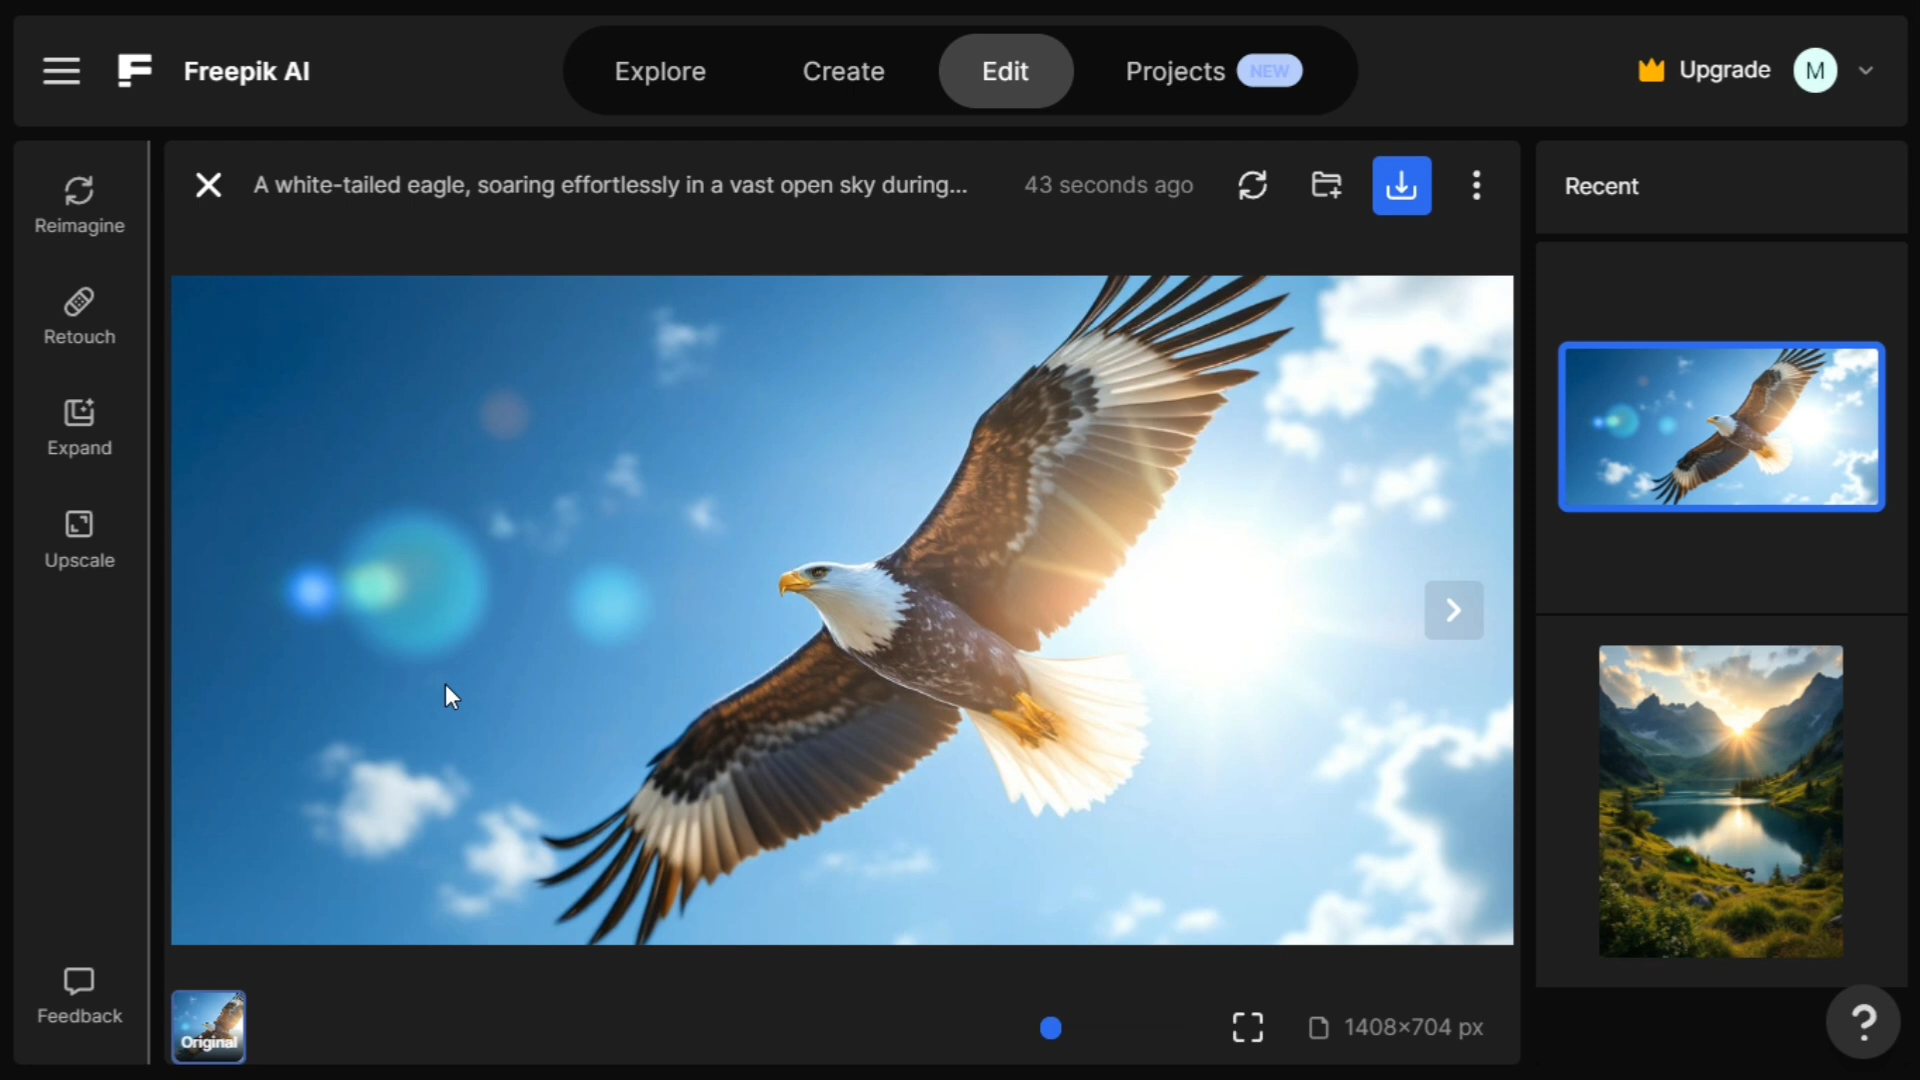 Freepik AI
Explore
Create
Edit
Projects NEW
Upgrade
M
Reimagine
Retouch
Expand
Upscale
Feedback
A white-tailed eagle, soaring effortlessly in a vast open sky during...
43 seconds ago
Original
1408×704 px
Recent
?